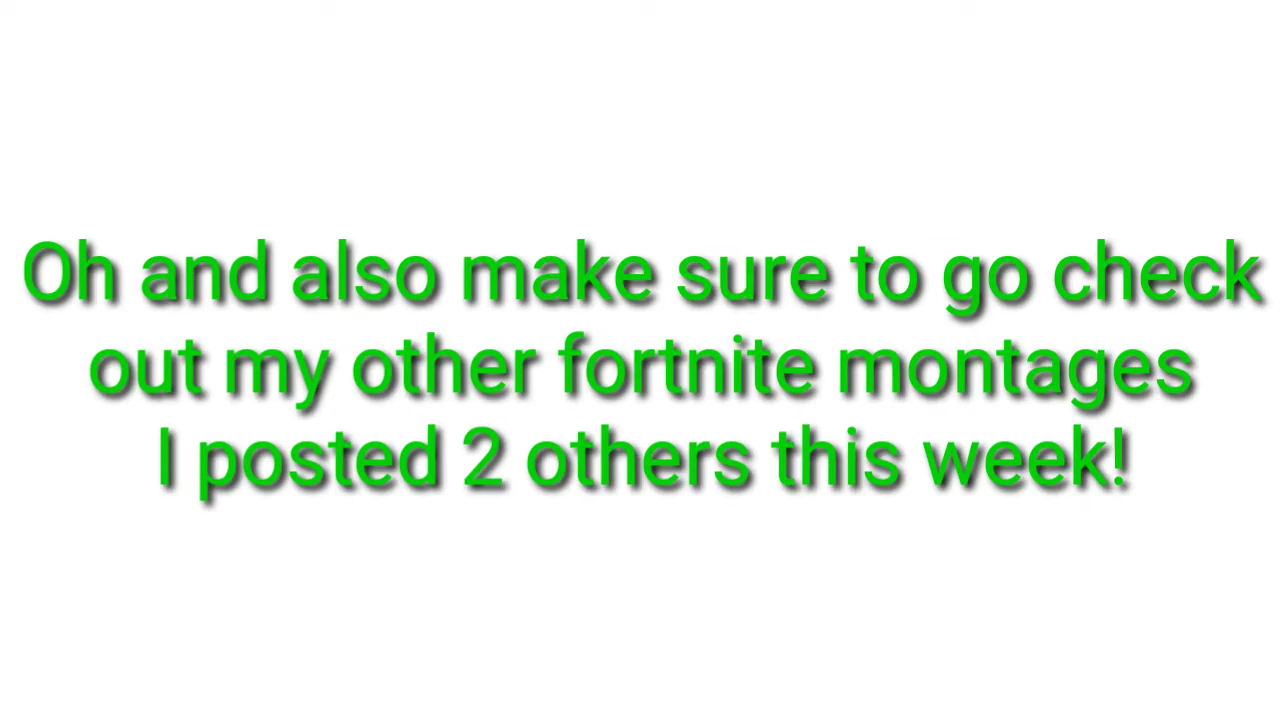 Oh and also make sure to go check
out my other fortnite montages
I posted 2 others this week!